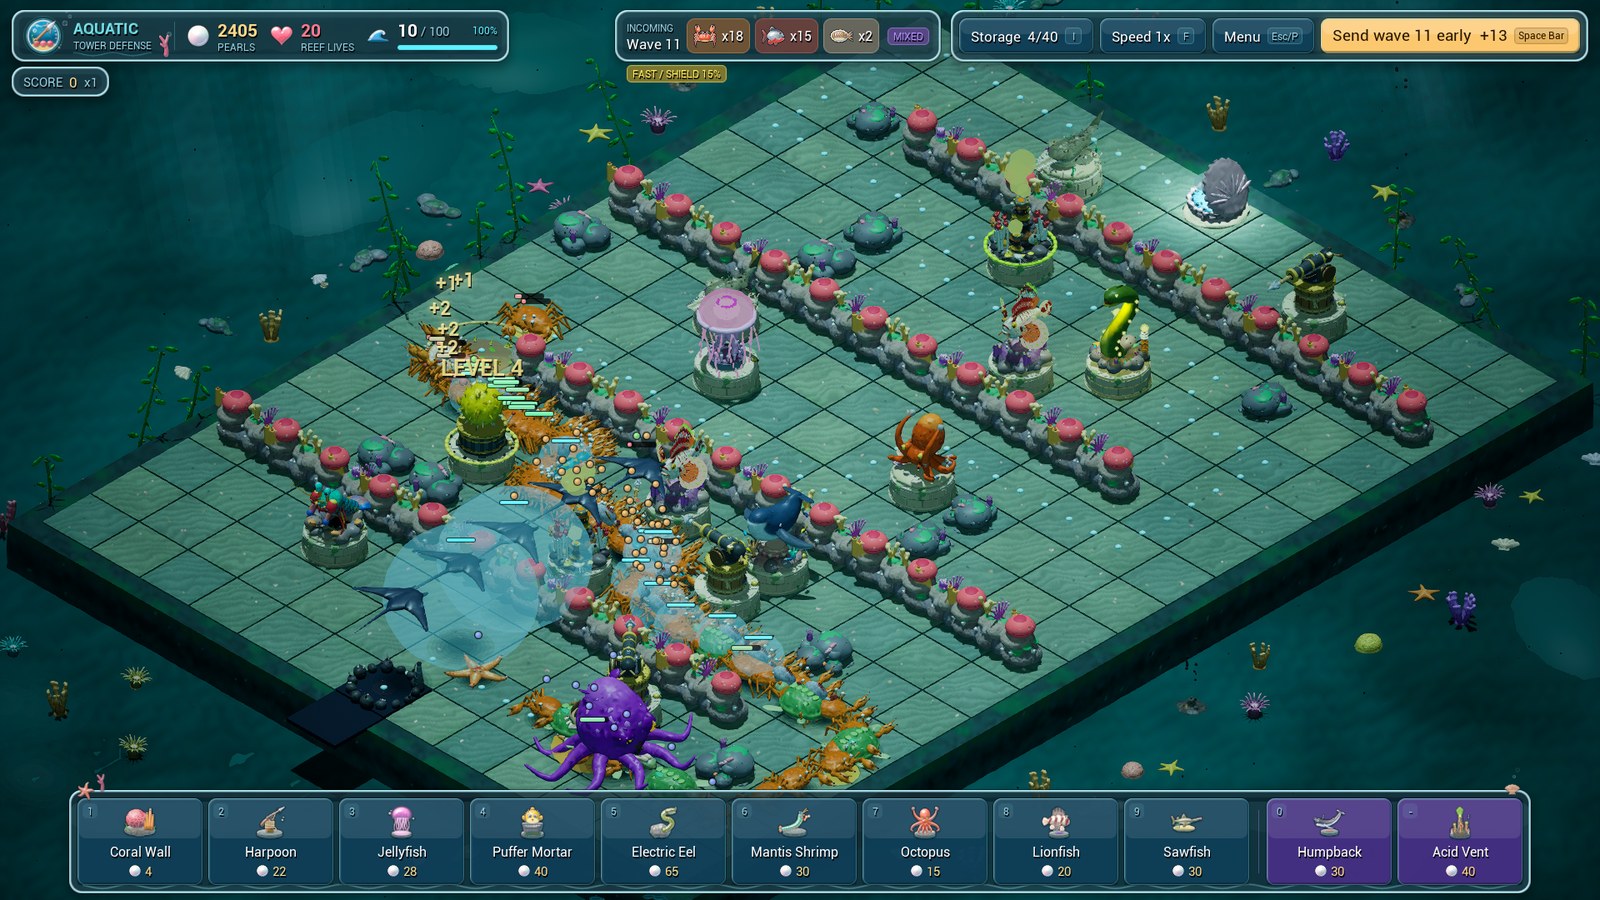 AQUATIC
TOWER DEFENSE
2405
PEARLS
20
REEF LIVES
10 / 100
100%
INCOMING
Wave 11
x18
x15
x2
MIXED
Storage 4/40 I
Speed 1x F
Menu Esc/P
Send wave 11 early +13 Space Bar
SCORE 0 x1
FAST / SHIELD 15%
+1
+1
+2
+2
+2
LEVEL 4
1
Coral Wall
4
2
Harpoon
22
3
Jellyfish
28
4
Puffer Mortar
40
5
Electric Eel
65
6
Mantis Shrimp
30
7
Octopus
15
8
Lionfish
20
9
Sawfish
30
0
Humpback
30
-
Acid Vent
40